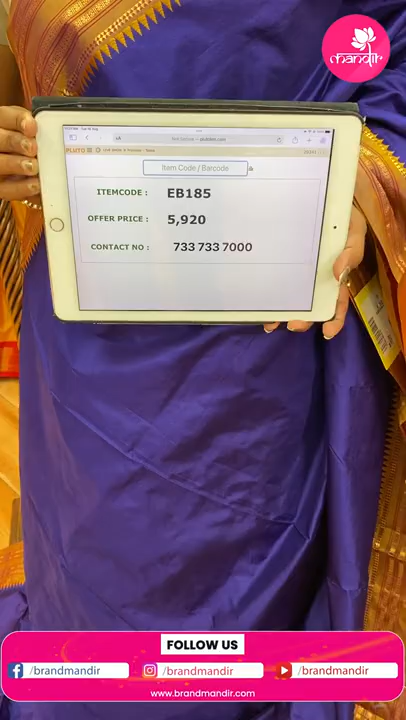 mandir
PLUTO
Item Code / Barcode
ITEMCODE : EB185
OFFER PRICE : 5,920
CONTACT NO : 733 733 7000
FOLLOW US
/brandmandir /brandmandir /brandmandir
www.brandmandir.com